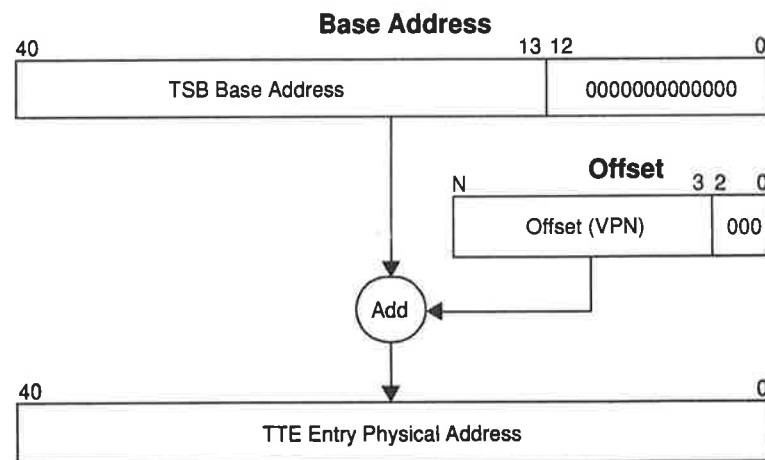 Base Address
40 13 12 0
TSB Base Address 0000000000000
Offset
N 3 2 0
Offset (VPN) 000
Add
40 0
TTE Entry Physical Address